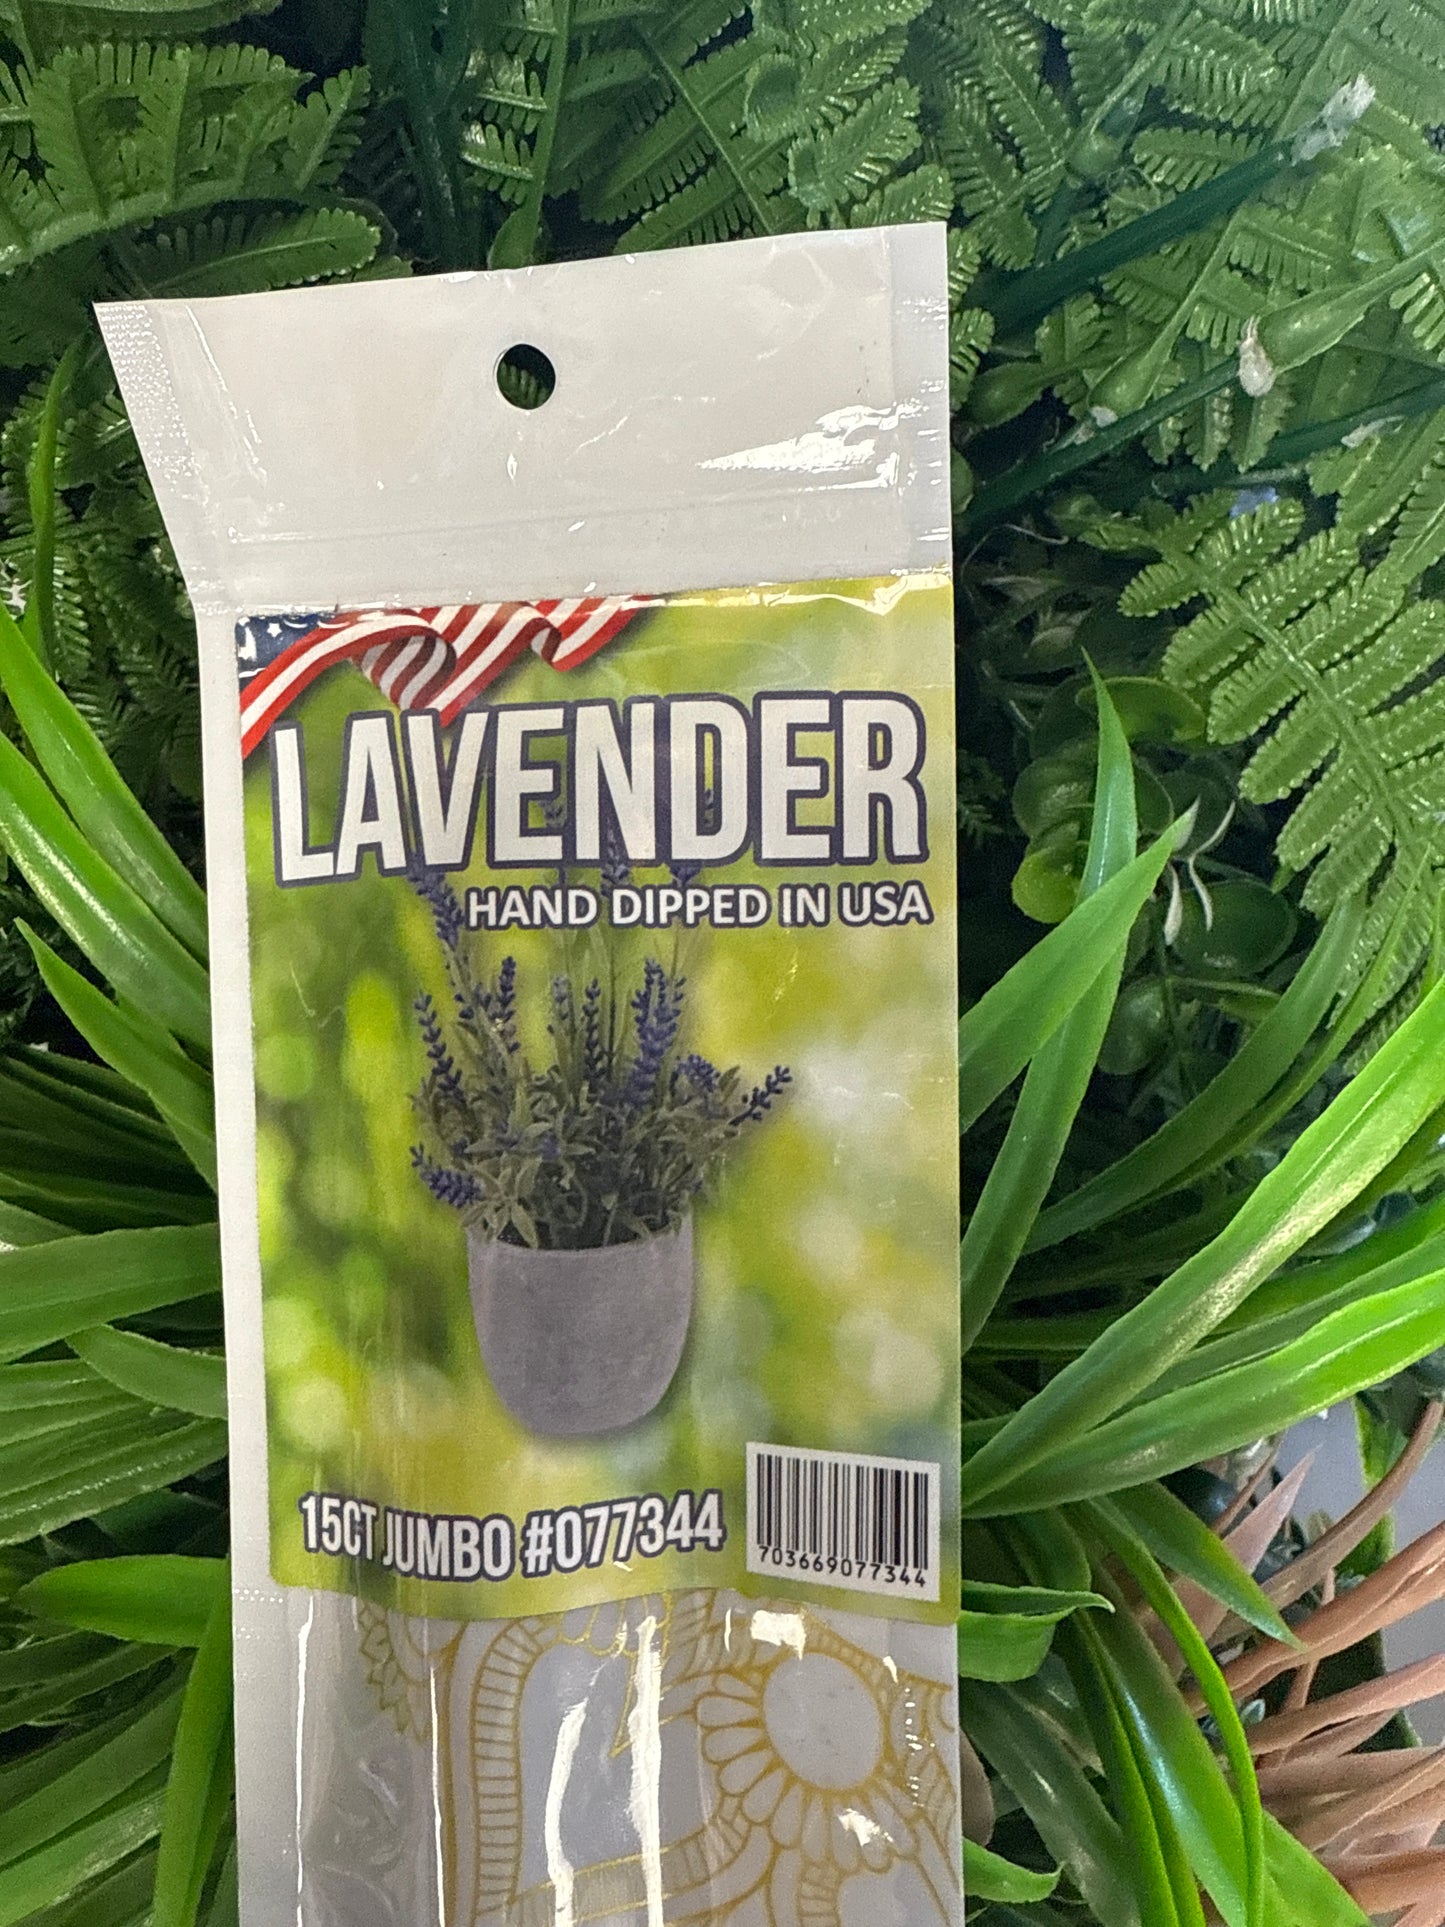 LAVENDER
HAND DIPPED IN USA
15CT JUMBO #077344
703669077344